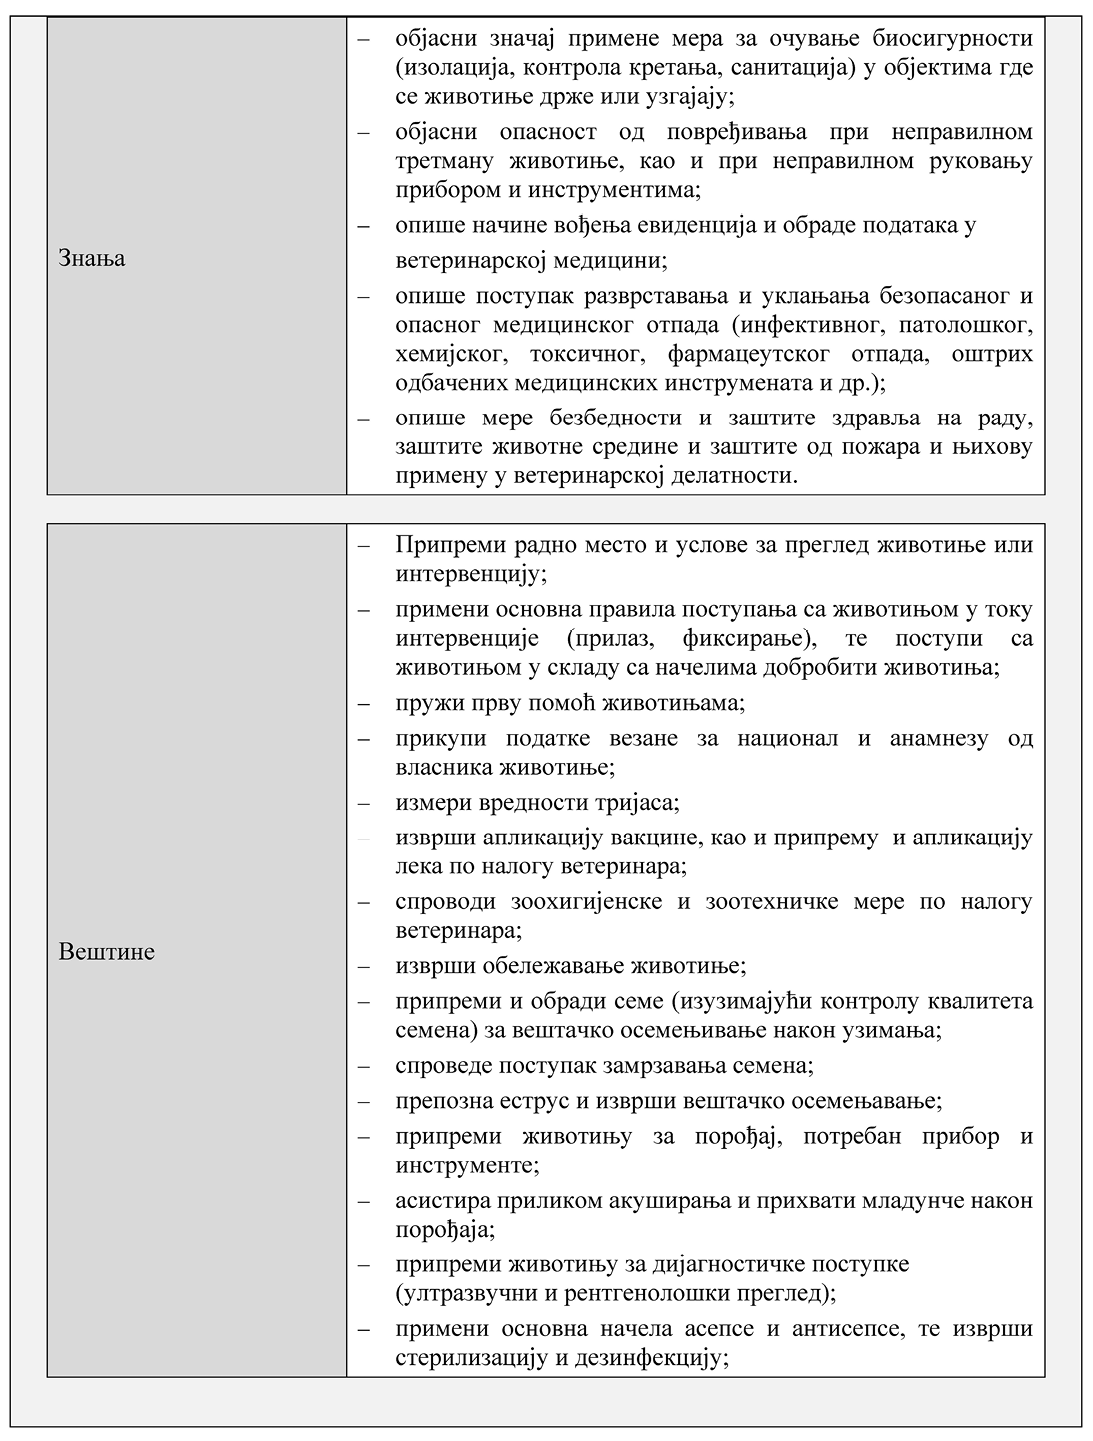 Знања
– објасни значај примене мера за очување биосигурности
(изолација, контрола кретања, санитација) у објектима где
се животиње држе или узгајају;
– објасни опасност од повређивања при неправилном
третману животиње, као и при неправилном руковању
прибором и инструментима;
– опише начине вођења евиденција и обраде података у
ветеринарској медицини;
– опише поступак разврставања и уклањања безопасаног и
опасног медицинског отпада (инфективног, патолошког,
хемијског, токсичног, фармацеутског отпада, оштрих
одбачених медицинских инструмената и др.);
– опише мере безбедности и заштите здравља на раду,
заштите животне средине и заштите од пожара и њихову
примену у ветеринарској делатности.
Вештине
– Припреми радно место и услове за преглед животиње или
интервенцију;
– примени основна правила поступања са животињом у току
интервенције (прилаз, фиксирање), те поступи са
животињом у складу са начелима добробити животиња;
– пружи прву помоћ животињама;
– прикупи податке везане за национал и анамнезу од
власника животиње;
– измери вредности тријаса;
– изврши апликацију вакцине, као и припрему и апликацију
лека по налогу ветеринара;
– спроводи зоохигијенске и зоотехничке мере по налогу
ветеринара;
– изврши обележавање животиње;
– припреми и обради семе (изузимајући контролу квалитета
семена) за вештачко осемењивање након узимања;
– спроведе поступак замрзавања семена;
– препозна еструс и изврши вештачко осемењавање;
– припреми животињу за порођај, потребан прибор и
инструменте;
– асистира приликом акуширања и прихвати младунче након
порођаја;
– припреми животињу за дијагностичке поступке
(ултразвучни и рентгенолошки преглед);
– примени основна начела асепсе и антисепсе, те изврши
стерилизацију и дезинфекцију;